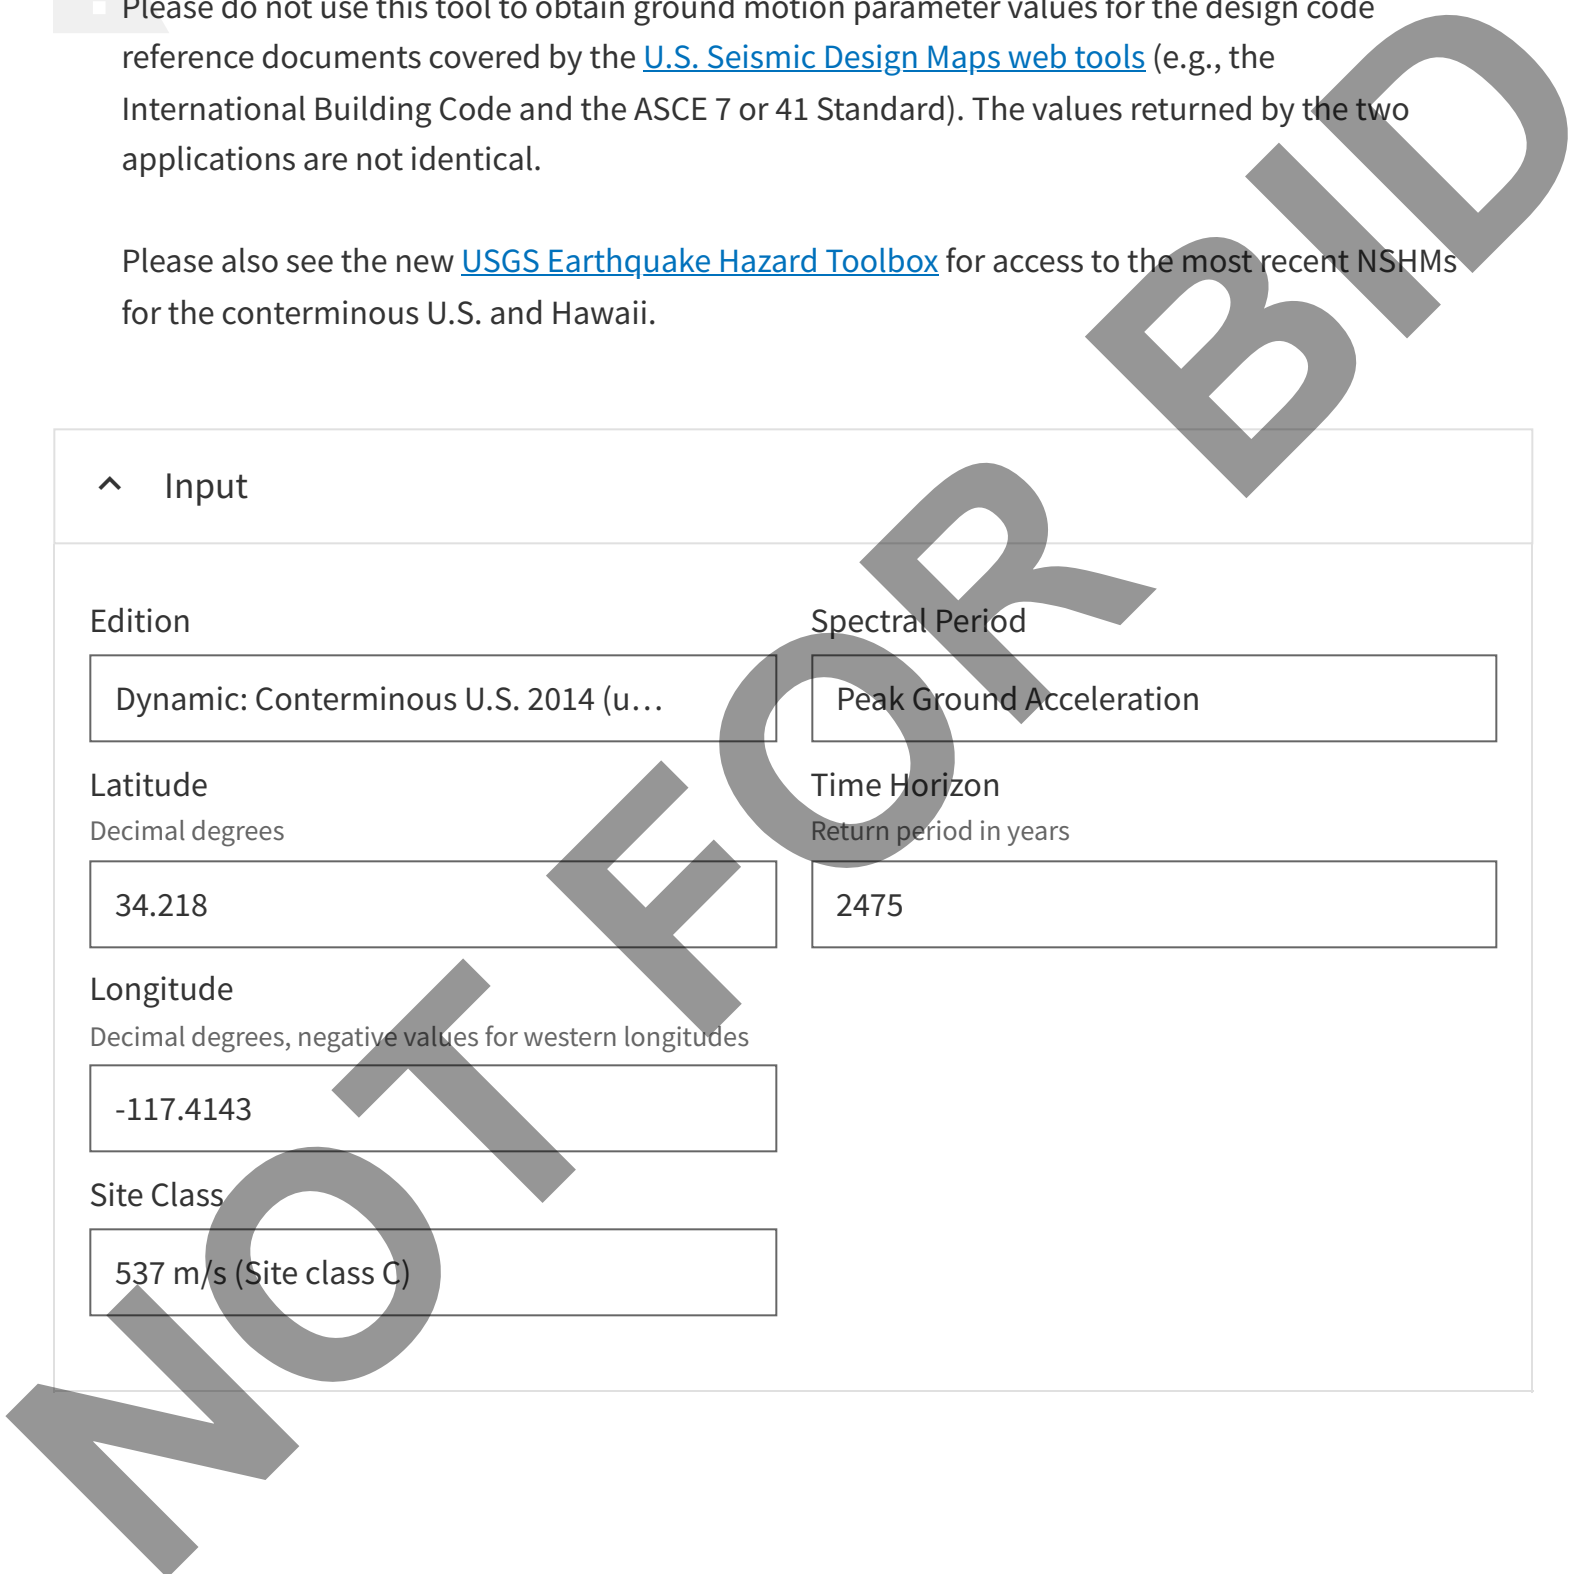 Please do not use this tool to obtain ground motion parameter values for the design code
reference documents covered by the U.S. Seismic Design Maps web tools (e.g., the
International Building Code and the ASCE 7 or 41 Standard). The values returned by the two
applications are not identical.
Please also see the new USGS Earthquake Hazard Toolbox for access to the most recent NSHMs
for the conterminous U.S. and Hawaii.
Input
Edition
Dynamic: Conterminous U.S. 2014 (u…
Spectral Period
Peak Ground Acceleration
Latitude
Decimal degrees
34.218
Time Horizon
Return period in years
2475
Longitude
Decimal degrees, negative values for western longitudes
-117.4143
Site Class
537 m/s (Site class C)
NOT FOR BID